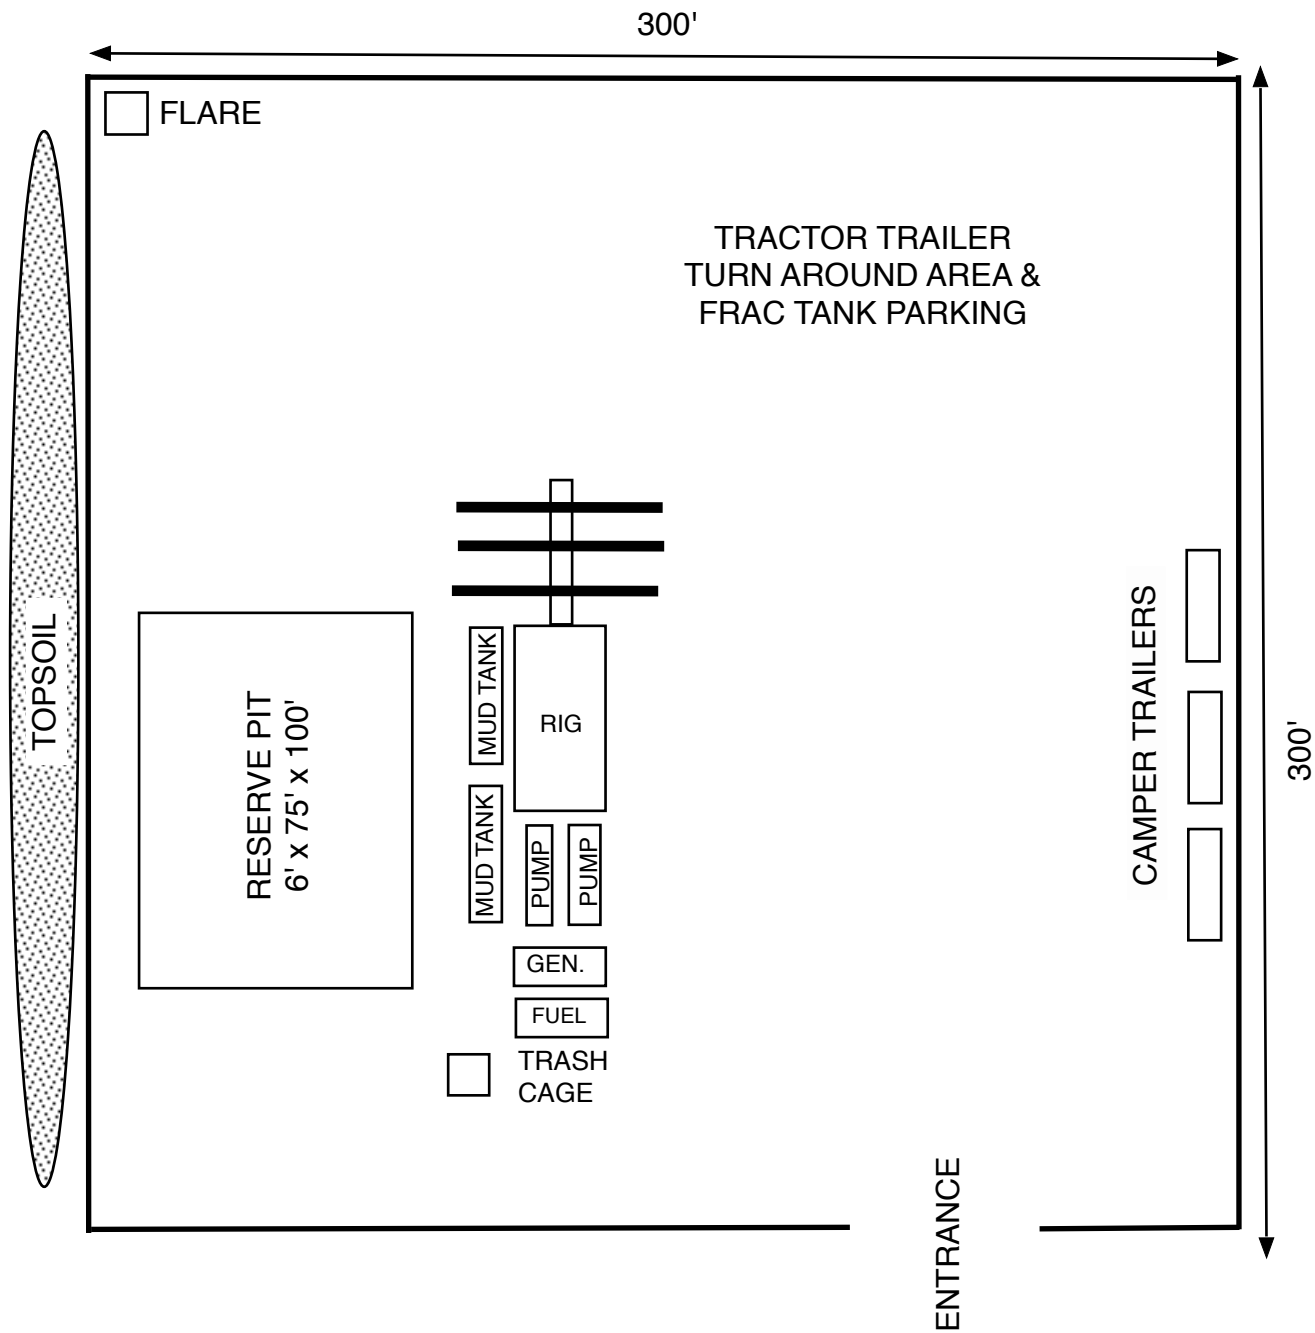 300'
FLARE
TRACTOR TRAILER
TURN AROUND AREA &
FRAC TANK PARKING
TOPSOIL
RESERVE PIT
6' x 75' x 100'
MUD TANK
RIG
MUD TANK
PUMP
PUMP
GEN.
FUEL
TRASH
CAGE
CAMPER TRAILERS
300'
ENTRANCE